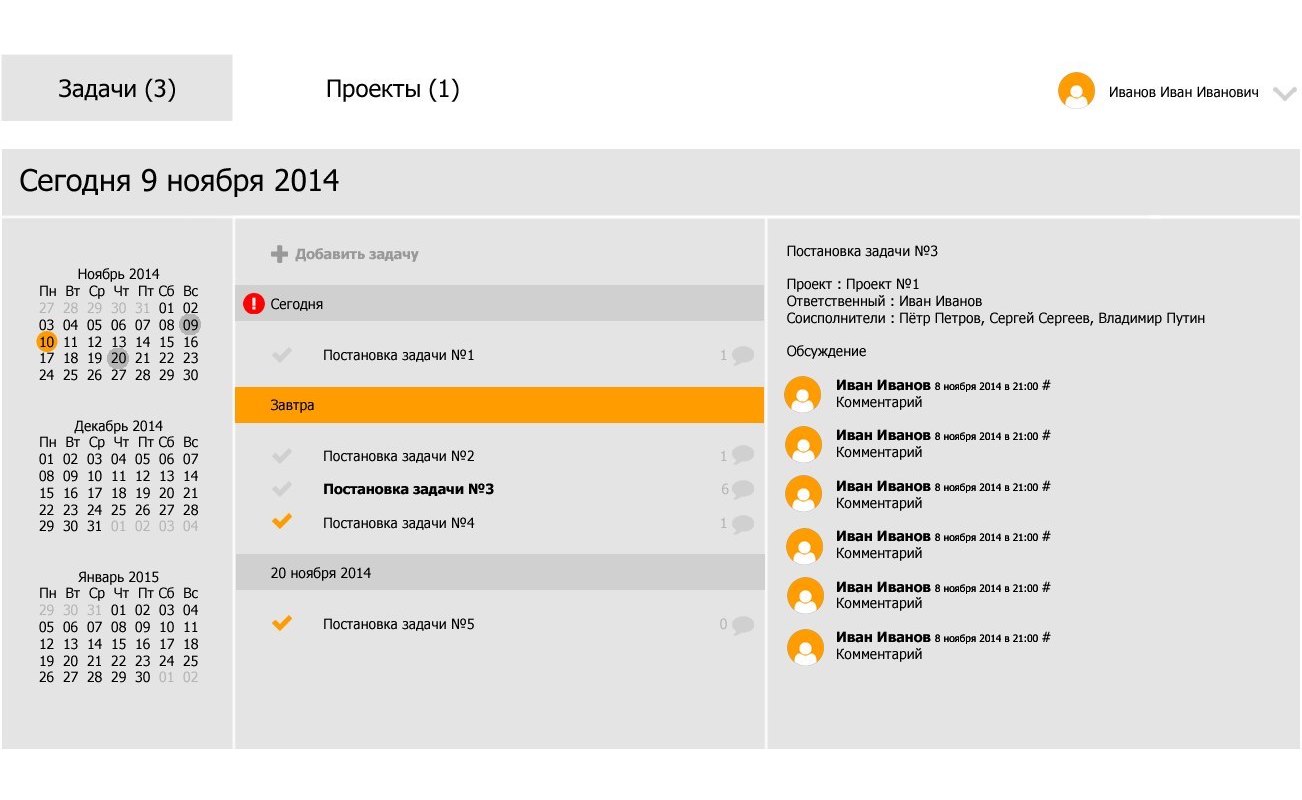 Задачи (3)
Проекты (1)
Иванов Иван Иванович
Сегодня 9 ноября 2014
Ноябрь 2014
Пн Вт Ср Чт Пт Сб Вс
27 28 29 30 31 01 02
03 04 05 06 07 08 09
10 11 12 13 14 15 16
17 18 19 20 21 22 23
24 25 26 27 28 29 30
Декабрь 2014
Пн Вт Ср Чт Пт Сб Вс
01 02 03 04 05 06 07
08 09 10 11 12 13 14
15 16 17 18 19 20 21
22 23 24 25 26 27 28
29 30 31 01 02 03 04
Январь 2015
Пн Вт Ср Чт Пт Сб Вс
29 30 31 01 02 03 04
05 06 07 08 09 10 11
12 13 14 15 16 17 18
19 20 21 22 23 24 25
26 27 28 29 30 01 02
Добавить задачу
! Сегодня
Постановка задачи №1 1
Завтра
Постановка задачи №2 1
Постановка задачи №3 6
Постановка задачи №4 1
20 ноября 2014
Постановка задачи №5 0
Постановка задачи №3
Проект : Проект №1
Ответственный : Иван Иванов
Соисполнители : Пётр Петров, Сергей Сергеев, Владимир Путин
Обсуждение
Иван Иванов 8 ноября 2014 в 21:00 #
Комментарий
Иван Иванов 8 ноября 2014 в 21:00 #
Комментарий
Иван Иванов 8 ноября 2014 в 21:00 #
Комментарий
Иван Иванов 8 ноября 2014 в 21:00 #
Комментарий
Иван Иванов 8 ноября 2014 в 21:00 #
Комментарий
Иван Иванов 8 ноября 2014 в 21:00 #
Комментарий